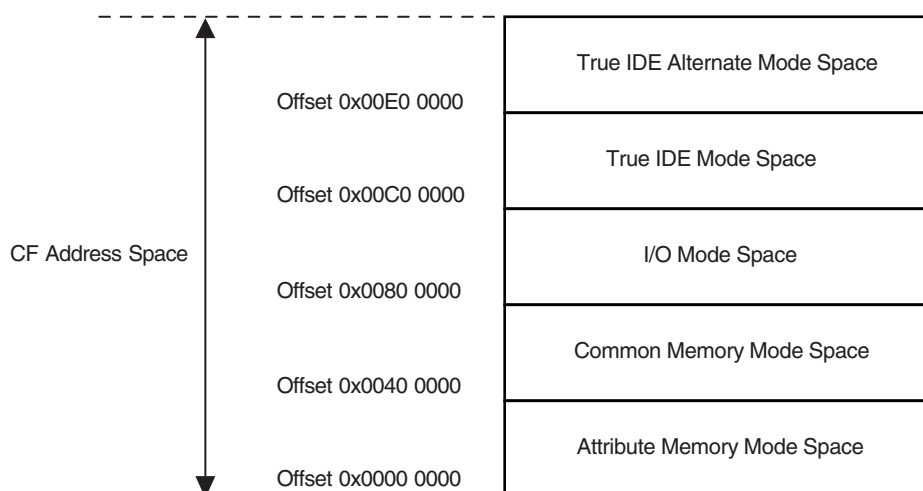 True IDE Alternate Mode Space
Offset 0x00E0 0000
True IDE Mode Space
Offset 0x00C0 0000
CF Address Space
I/O Mode Space
Offset 0x0080 0000
Common Memory Mode Space
Offset 0x0040 0000
Attribute Memory Mode Space
Offset 0x0000 0000